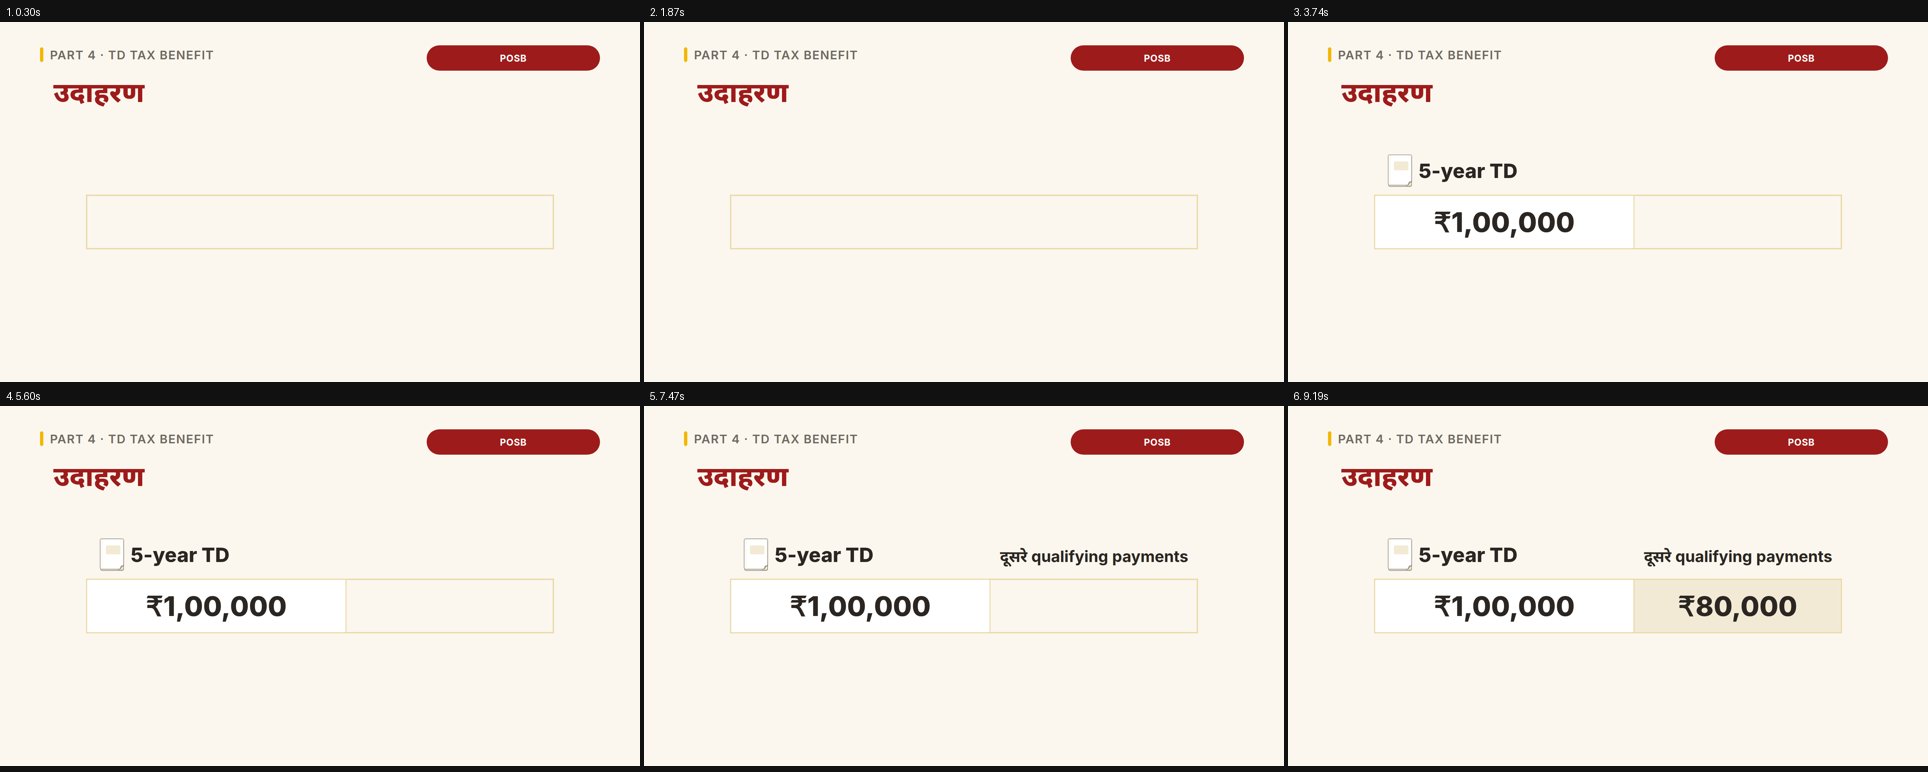 1. 0.30s
PART 4 · TD TAX BENEFIT
POSB
उदाहरण
2. 1.87s
PART 4 · TD TAX BENEFIT
POSB
उदाहरण
3. 3.74s
PART 4 · TD TAX BENEFIT
POSB
उदाहरण
5-year TD
₹1,00,000
4. 5.60s
PART 4 · TD TAX BENEFIT
POSB
उदाहरण
5-year TD
₹1,00,000
5. 7.47s
PART 4 · TD TAX BENEFIT
POSB
उदाहरण
5-year TD
दूसरे qualifying payments
₹1,00,000
6. 9.19s
PART 4 · TD TAX BENEFIT
POSB
उदाहरण
5-year TD
दूसरे qualifying payments
₹1,00,000
₹80,000